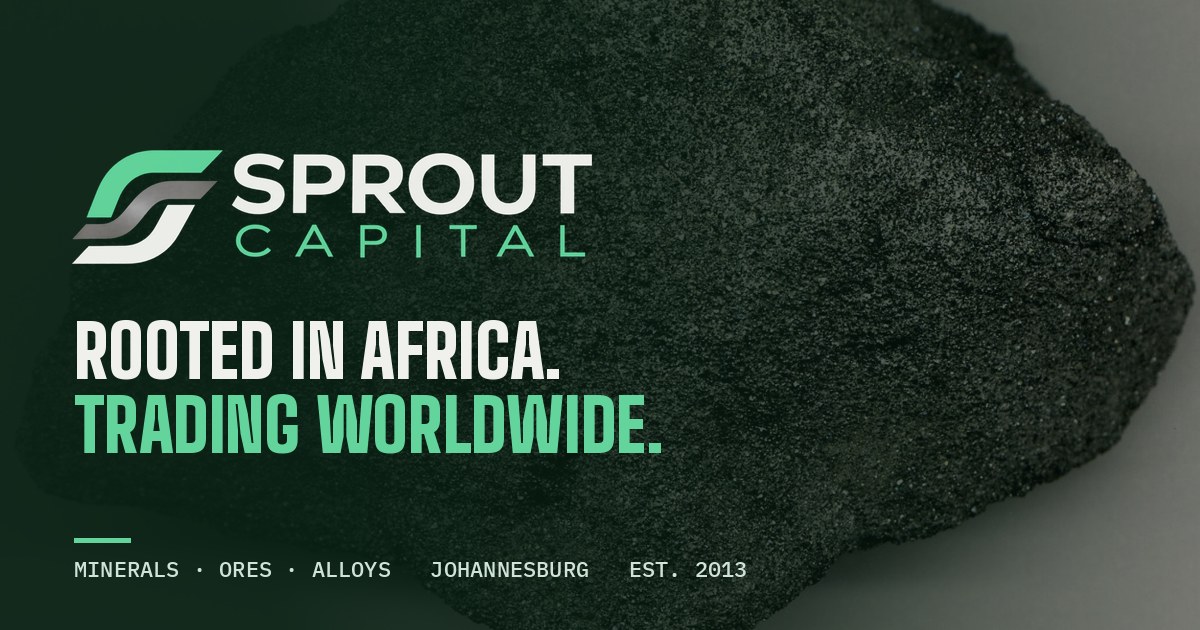 SPROUT
CAPITAL
ROOTED IN AFRICA.
TRADING WORLDWIDE.
MINERALS · ORES · ALLOYS JOHANNESBURG EST. 2013